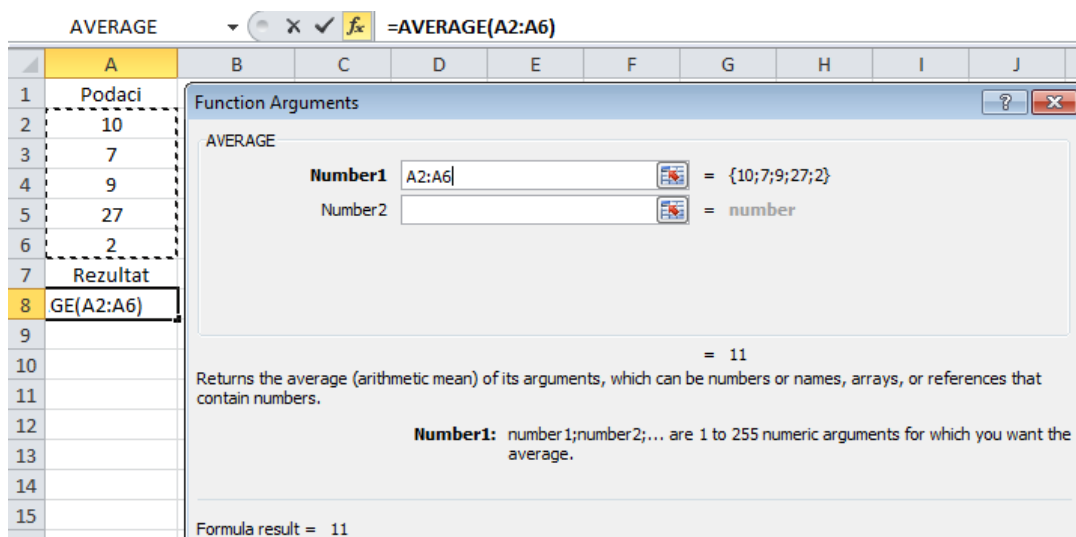 AVERAGE fx =AVERAGE(A2:A6)
A B C D E F G H I J
1 Podaci
2 10
3 7
4 9
5 27
6 2
7 Rezultat
8 GE(A2:A6)
9
10
11
12
13
14
15
Function Arguments ?
AVERAGE
Number1 A2:A6 = {10;7;9;27;2}
Number2 = number
= 11
Returns the average (arithmetic mean) of its arguments, which can be numbers or names, arrays, or references that
contain numbers.
Number1: number1;number2;... are 1 to 255 numeric arguments for which you want the
average.
Formula result = 11